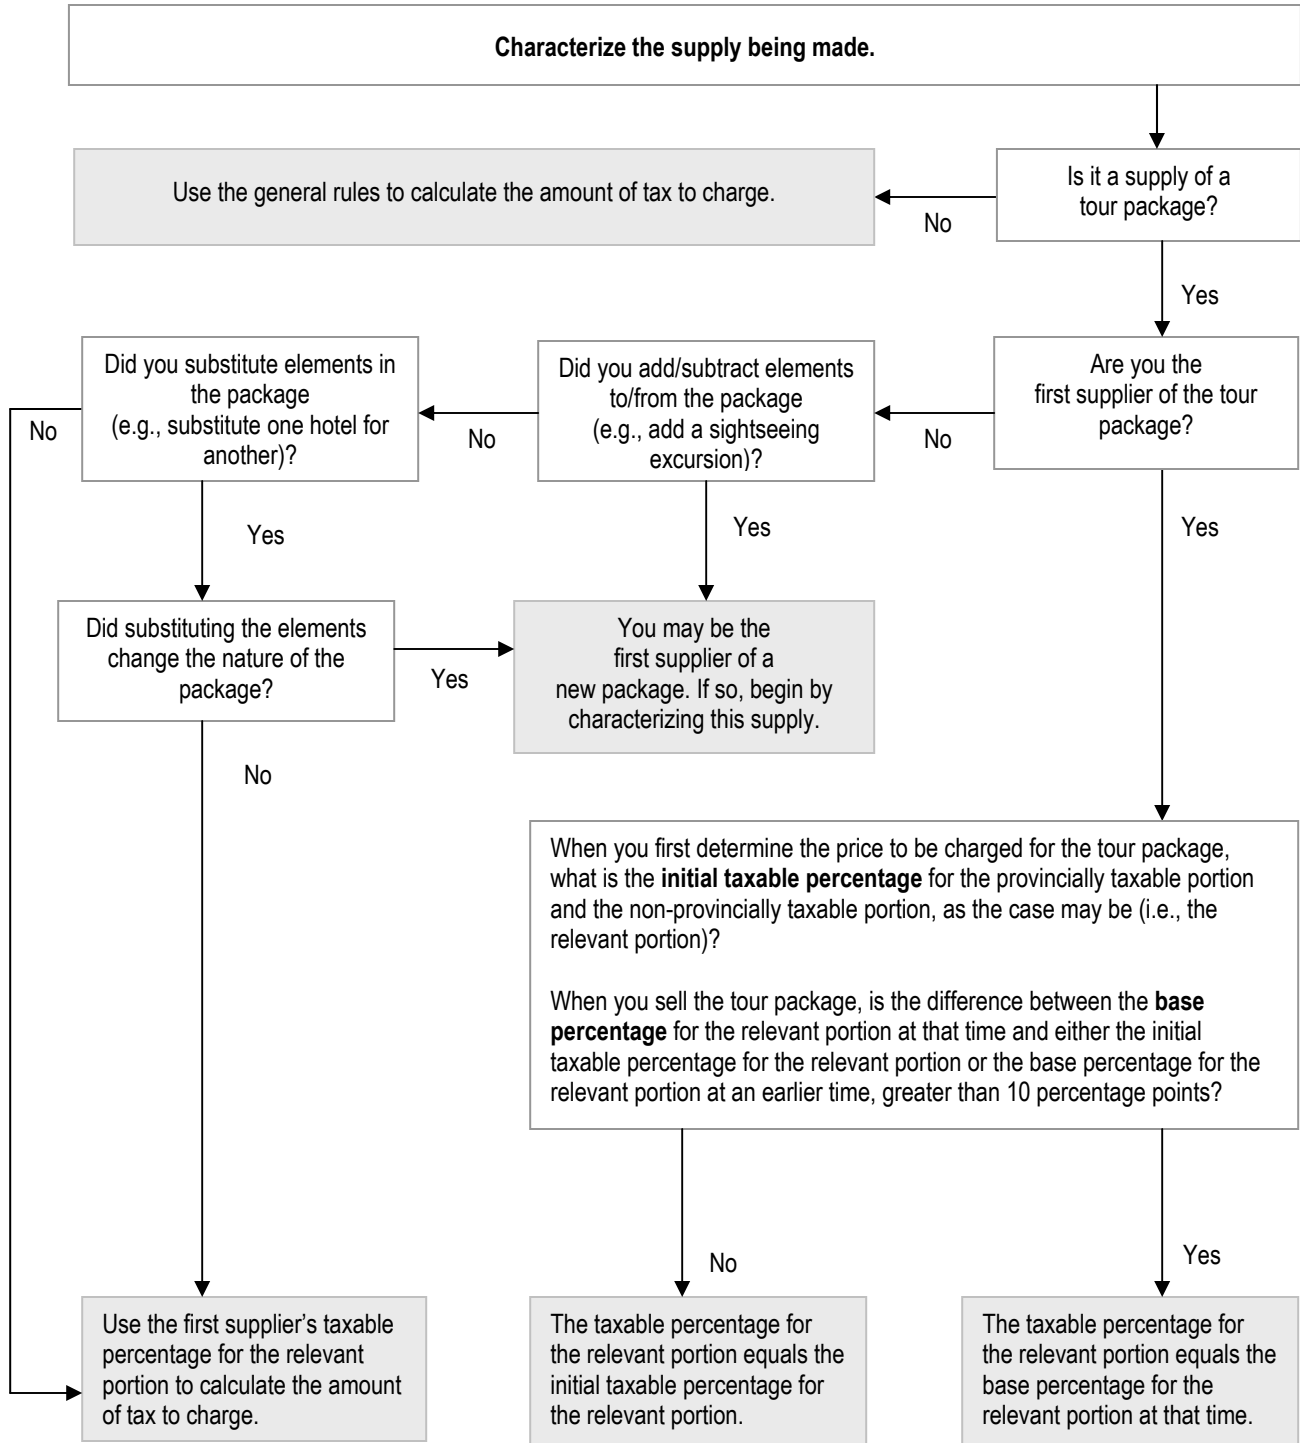 Characterize the supply being made.
Use the general rules to calculate the amount of tax to charge.
No
Is it a supply of a
tour package?
Yes
Did you substitute elements in
the package
(e.g., substitute one hotel for
another)?
No
Did you add/subtract elements
to/from the package
(e.g., add a sightseeing
excursion)?
No
Are you the
first supplier of the tour
package?
No
Yes
Yes
Yes
Did substituting the elements
change the nature of the
package?
Yes
You may be the
first supplier of a
new package. If so, begin by
characterizing this supply.
No
When you first determine the price to be charged for the tour package,
what is the initial taxable percentage for the provincially taxable portion
and the non-provincially taxable portion, as the case may be (i.e., the
relevant portion)?
When you sell the tour package, is the difference between the base
percentage for the relevant portion at that time and either the initial
taxable percentage for the relevant portion or the base percentage for the
relevant portion at an earlier time, greater than 10 percentage points?
No
Yes
Use the first supplier’s taxable
percentage for the relevant
portion to calculate the amount
of tax to charge.
The taxable percentage for
the relevant portion equals the
initial taxable percentage for
the relevant portion.
The taxable percentage for
the relevant portion equals the
base percentage for the
relevant portion at that time.